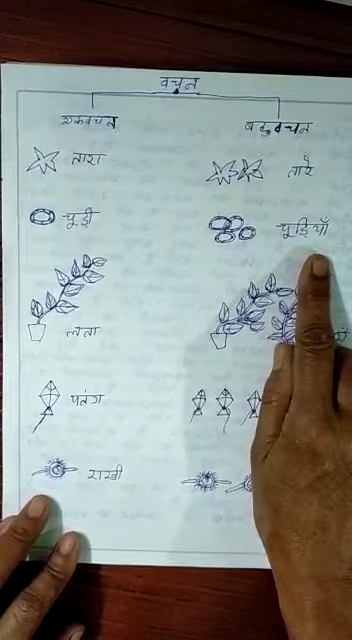 वचन
एकवचन
बहुवचन
तारा
तारे
चूड़ी
चूड़ियाँ
लता
पतंग
राखी